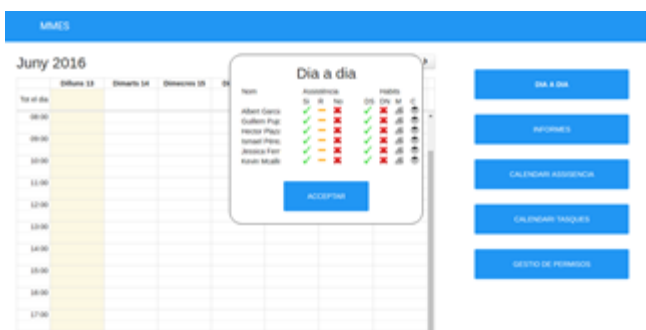 MMES
Juny 2016
Dilluns 13 Dimarts 14 Dimecres 15
Tot el dia
08:00
09:00
10:00
11:00
12:00
13:00
14:00
15:00
16:00
17:00
Dia a dia
Nom Assistència Hàbits
Si R No DS DN M C
Albert Garcia
Guillem Puj
Hector Plaza
Ismael Pérez
Jessica Ferr
Kevin Mcalli
ACCEPTAR
DIA A DIA
INFORMES
CALENDARI ASSISENCIA
CALENDARI TASQUES
GESTIO DE PERMISOS